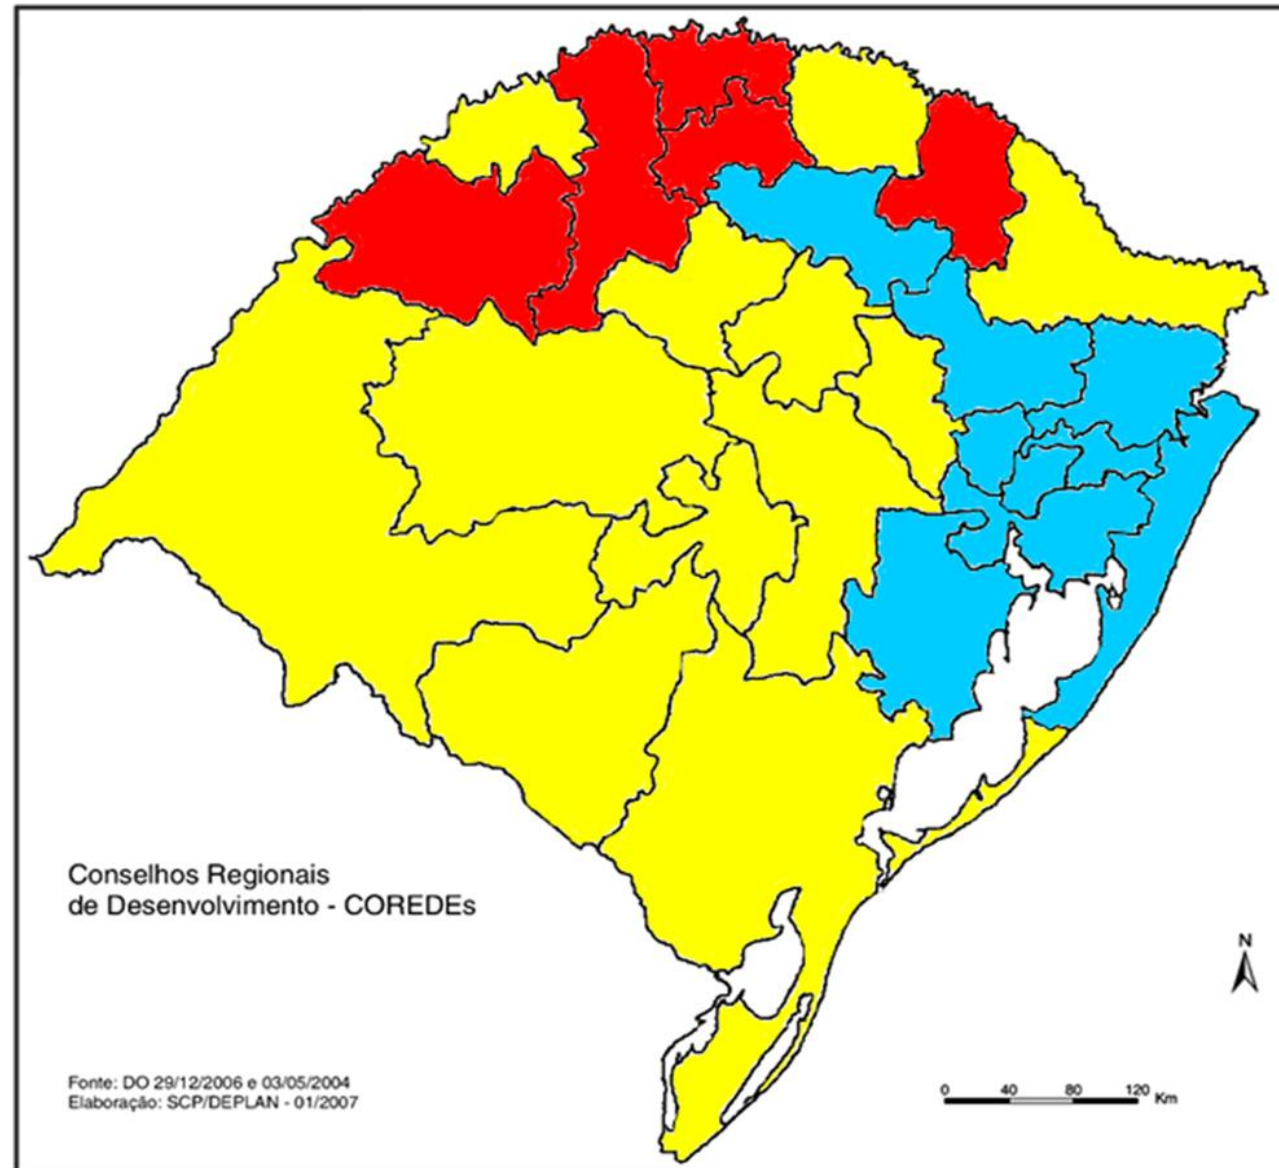 Conselhos Regionais
de Desenvolvimento - COREDEs
N
Fonte: DO 29/12/2006 e 03/05/2004
Elaboração: SCP/DEPLAN - 01/2007
0 40 80 120 Km